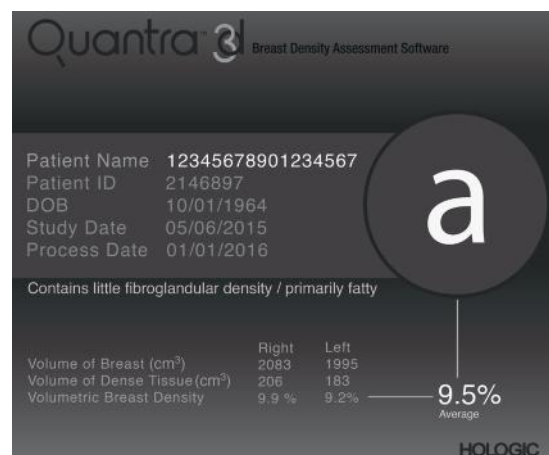 Quantra™ 3d Breast Density Assessment Software
Patient Name 12345678901234567
Patient ID 2146897
DOB 10/01/1964
Study Date 05/06/2015
Process Date 01/01/2016
a
Contains little fibroglandular density / primarily fatty
Right Left
Volume of Breast (cm³) 2083 1995
Volume of Dense Tissue (cm³) 206 183
Volumetric Breast Density 9.9 % 9.2%
9.5%
Average
HOLOGIC